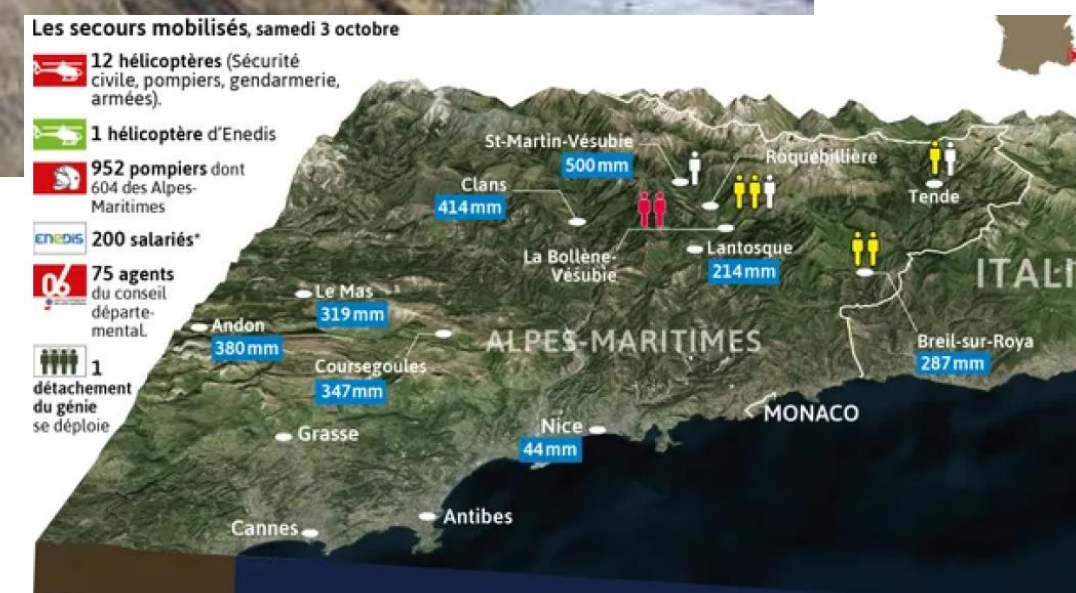 Les secours mobilisés, samedi 3 octobre
12 hélicoptères (Sécurité
civile, pompiers, gendarmerie,
armées).
1 hélicoptère d'Enedis
952 pompiers dont
604 des Alpes-
Maritimes
ENEDIS
200 salariés*
06
75 agents
du conseil
départe-
mental.
1
détachement
du génie
se déploie
St-Martin-Vésubie
500 mm
Roquebillière
Tende
Clans
414 mm
La Bollène-
Vésubie
Lantosque
214 mm
ITALI
Le Mas
319 mm
Andon
380 mm
Coursegoules
347 mm
ALPES-MARITIMES
Breil-sur-Roya
287 mm
MONACO
Nice
44 mm
Grasse
Cannes
Antibes